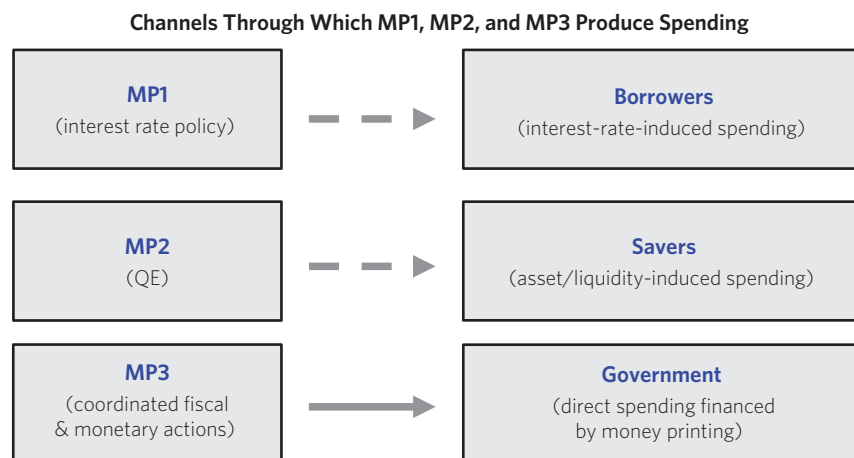 Channels Through Which MP1, MP2, and MP3 Produce Spending
MP1
(interest rate policy)
Borrowers
(interest-rate-induced spending)
MP2
(QE)
Savers
(asset/liquidity-induced spending)
MP3
(coordinated fiscal
& monetary actions)
Government
(direct spending financed
by money printing)